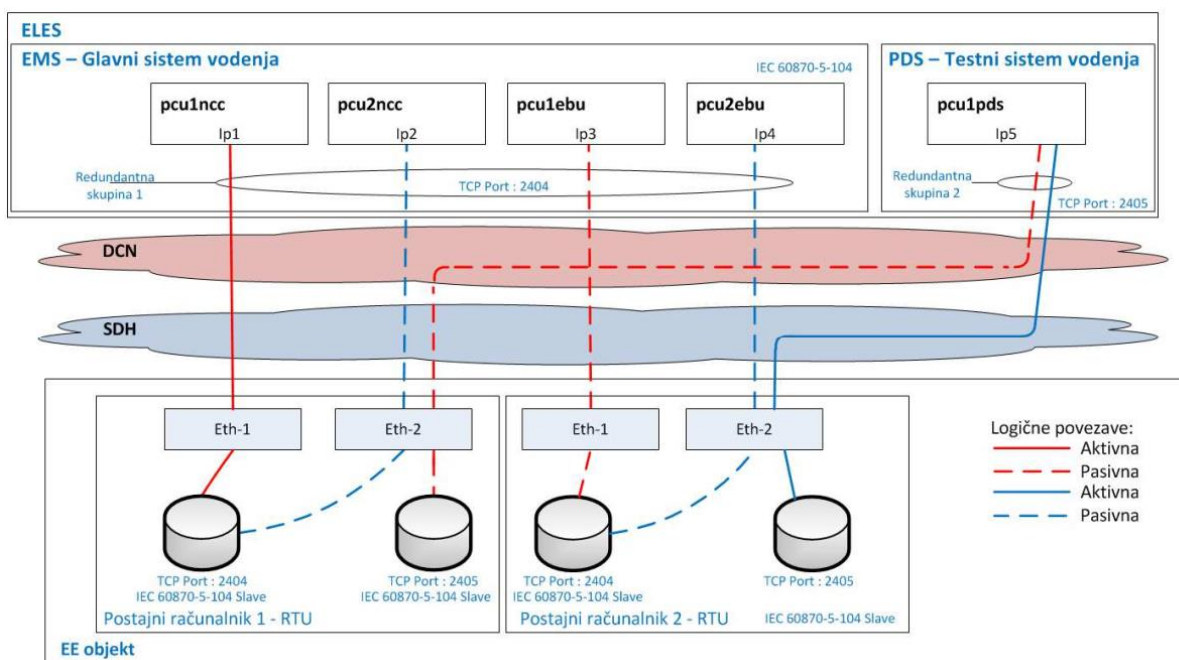 ELES
EMS – Glavni sistem vodenja
IEC 60870-5-104
PDS – Testni sistem vodenja
pcu1ncc
Ip1
pcu2ncc
Ip2
pcu1ebu
Ip3
pcu2ebu
Ip4
pcu1pds
Ip5
Redundantna
skupina 1
TCP Port : 2404
Redundantna
skupina 2
TCP Port : 2405
DCN
SDH
Eth-1
Eth-2
Eth-1
Eth-2
Logične povezave:
Aktivna
Pasivna
Aktivna
Pasivna
TCP Port : 2404
IEC 60870-5-104 Slave
TCP Port : 2405
IEC 60870-5-104 Slave
TCP Port : 2404
IEC 60870-5-104 Slave
TCP Port : 2405
IEC 60870-5-104 Slave
Postajni računalnik 1 - RTU
Postajni računalnik 2 - RTU
EE objekt